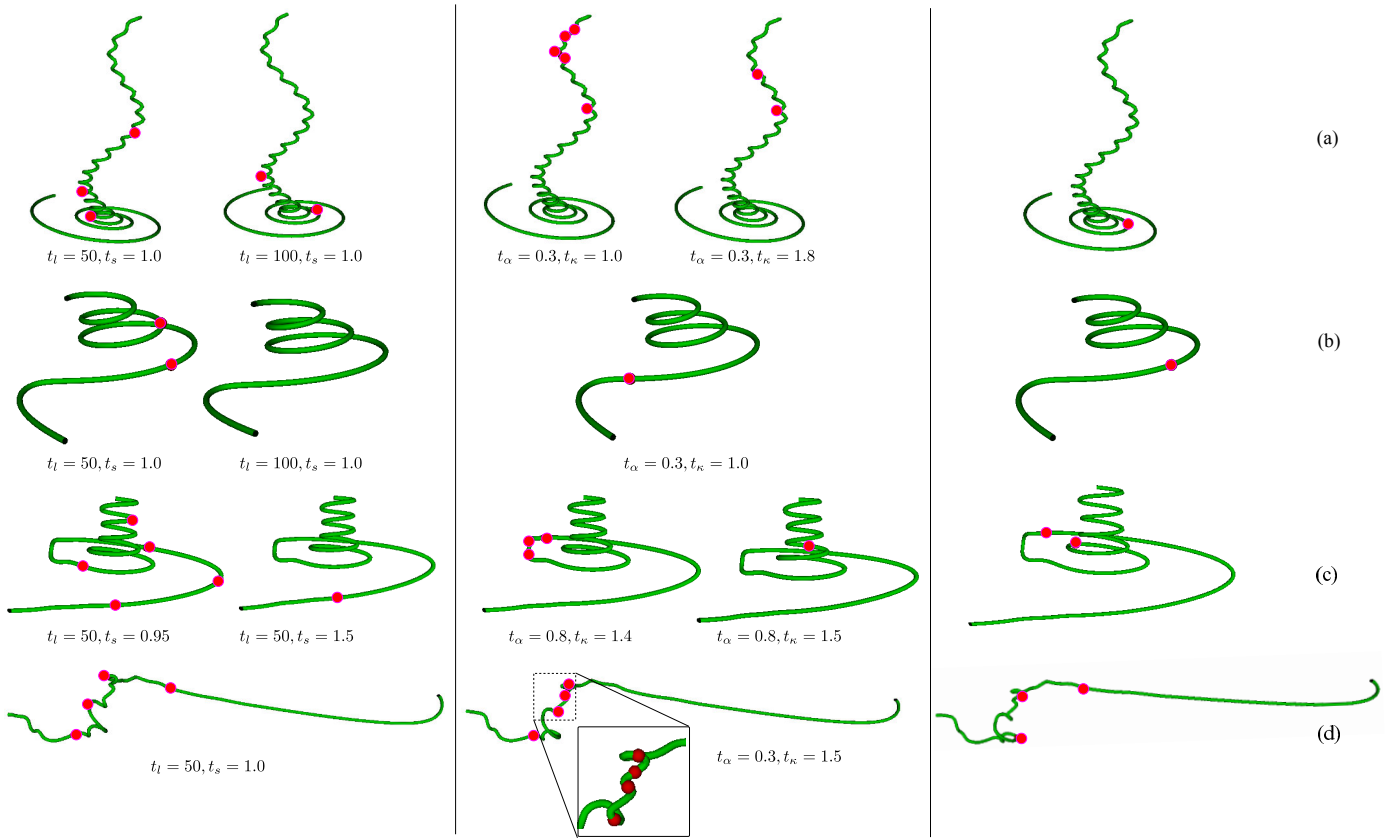 (a)
t_l = 50, t_s = 1.0
t_l = 100, t_s = 1.0
t_α = 0.3, t_κ = 1.0
t_α = 0.3, t_κ = 1.8
(b)
t_l = 50, t_s = 1.0
t_l = 100, t_s = 1.0
t_α = 0.3, t_κ = 1.0
(c)
t_l = 50, t_s = 0.95
t_l = 50, t_s = 1.5
t_α = 0.8, t_κ = 1.4
t_α = 0.8, t_κ = 1.5
(d)
t_l = 50, t_s = 1.0
t_α = 0.3, t_κ = 1.5